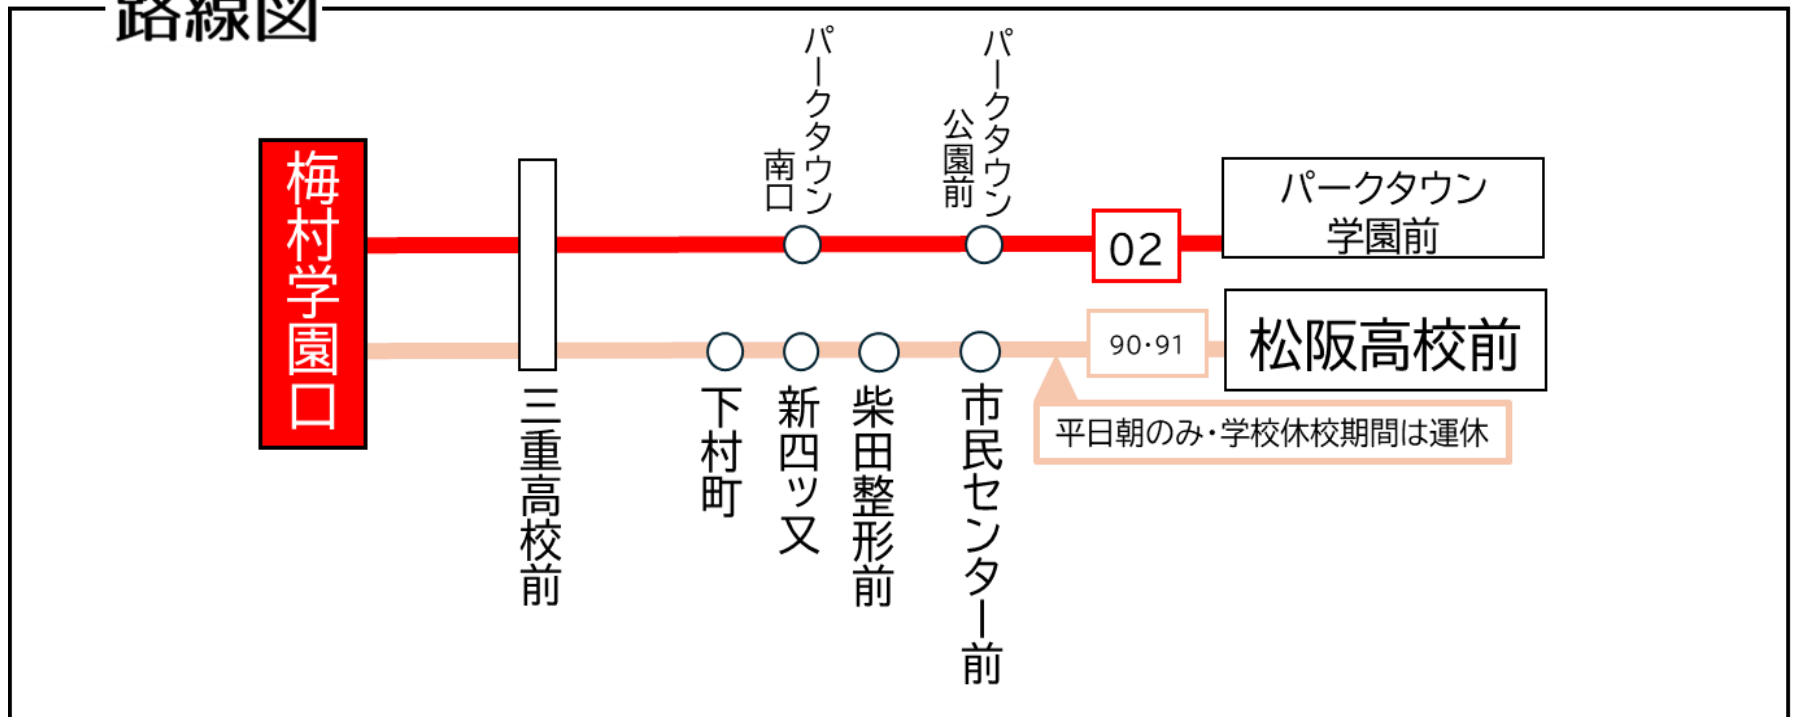 路線図
梅村学園口
三重高校前
パークタウン
南口
パークタウン
公園前
02
パークタウン
学園前
下村町
新四ツ又
柴田整形前
市民センター前
90・91
松阪高校前
平日朝のみ・学校休校期間は運休